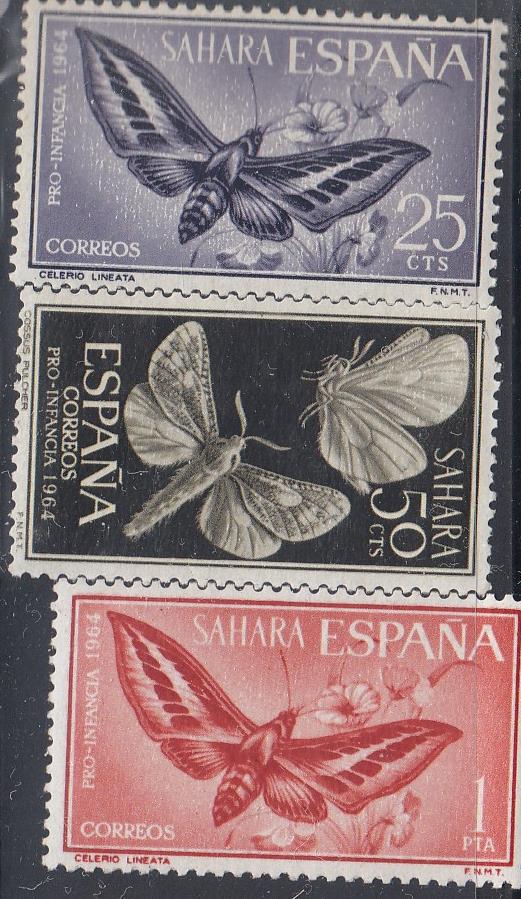 SAHARA ESPAÑA
PRO-INFANCIA 1964
25
CTS
CORREOS
CELERIO LINEATA
F.N.M.T.
COSSUS PULCHER
ESPAÑA
CORREOS
PRO-INFANCIA 1964
SAHARA
50
CTS
F.N.M.T.
SAHARA ESPAÑA
PRO-INFANCIA 1964
1
PTA
CORREOS
CELERIO LINEATA
F.N.M.T.